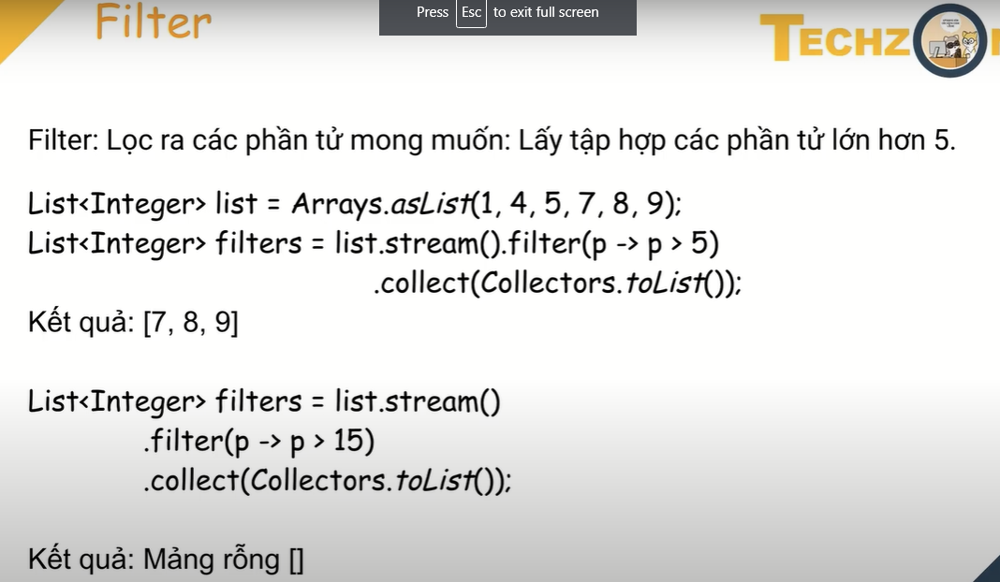 Filter
Press Esc to exit full screen
TECHZ
Filter: Lọc ra các phần tử mong muốn: Lấy tập hợp các phần tử lớn hơn 5.
List<Integer> list = Arrays.asList(1, 4, 5, 7, 8, 9);
List<Integer> filters = list.stream().filter(p -> p > 5)
.collect(Collectors.toList());
Kết quả: [7, 8, 9]
List<Integer> filters = list.stream()
.filter(p -> p > 15)
.collect(Collectors.toList());
Kết quả: Mảng rỗng []